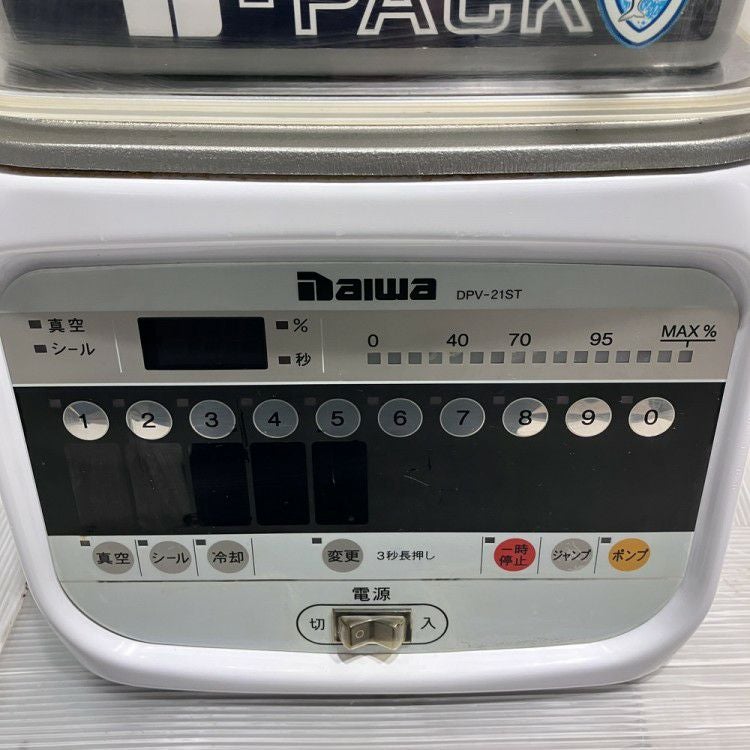 -PACK
Daiwa DPV-21ST
真空
シール
%
秒
0 40 70 95 MAX %
1 2 3 4 5 6 7 8 9 0
真空 シール 冷却 変更 3秒長押し 一時停止 ジャンプ ポンプ
電源
切 入